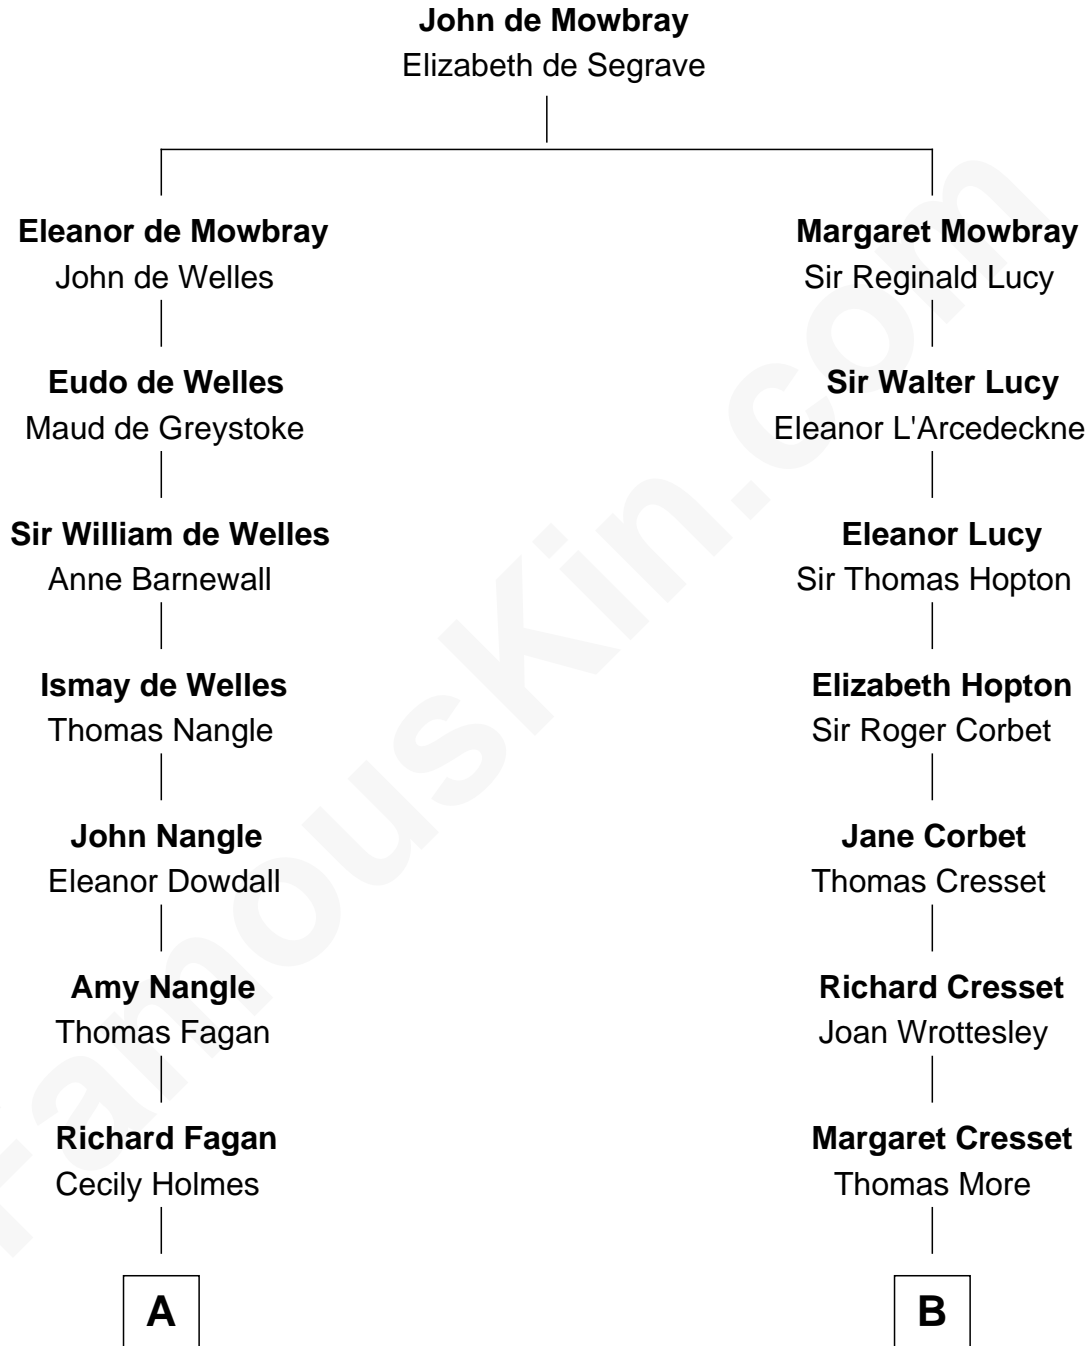 John de Mowbray
Elizabeth de Segrave
Eleanor de Mowbray
John de Welles
Eudo de Welles
Maud de Greystoke
Sir William de Welles
Anne Barnewall
Ismay de Welles
Thomas Nangle
John Nangle
Eleanor Dowdall
Amy Nangle
Thomas Fagan
Richard Fagan
Cecily Holmes
A
Margaret Mowbray
Sir Reginald Lucy
Sir Walter Lucy
Eleanor L'Arcedeckne
Eleanor Lucy
Sir Thomas Hopton
Elizabeth Hopton
Sir Roger Corbet
Jane Corbet
Thomas Cresset
Richard Cresset
Joan Wrottesley
Margaret Cresset
Thomas More
B
FamousKin.com